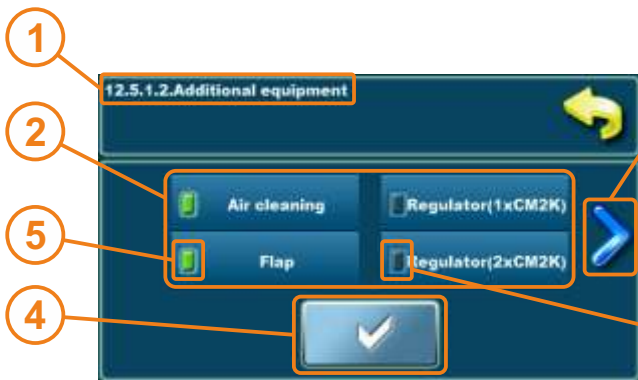 1
12.5.1.2.Additional equipment
2
Air cleaning
Regulator(1xCM2K)
5
Flap
Regulator(2xCM2K)
4